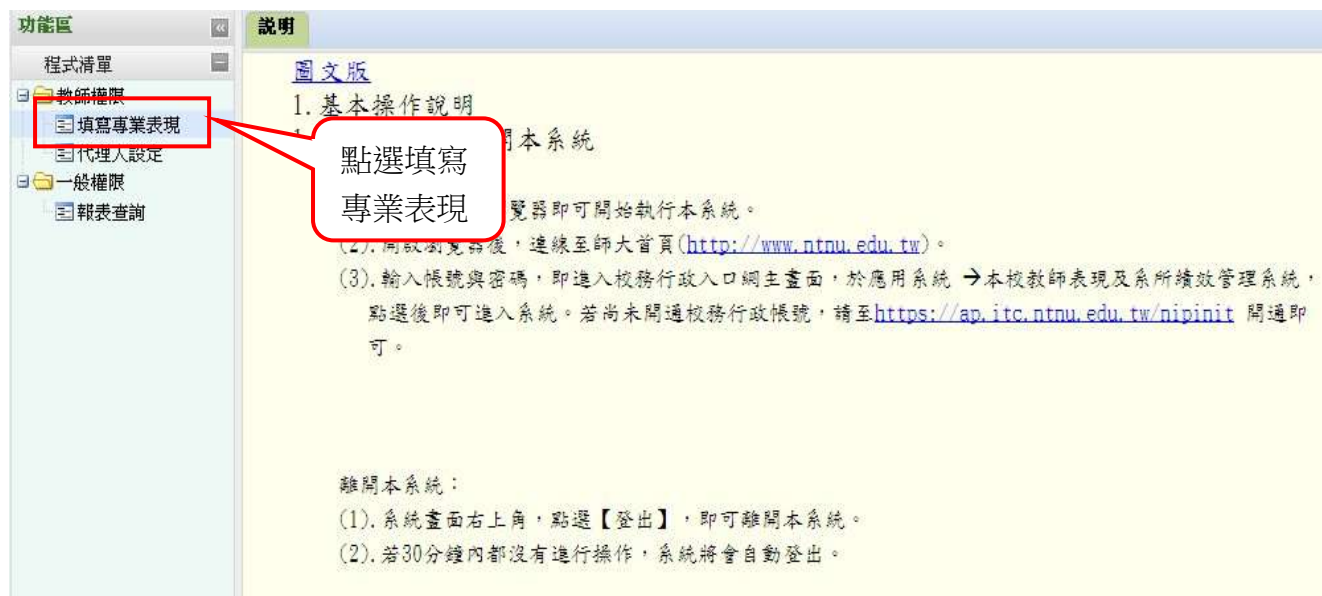 功能區
程式清單
教師權限
填寫專業表現
代理人設定
一般權限
報表查詢
説明
圖文版
1.基本操作說明
1.
本系統
點選填寫
專業表現
覽器即可開始執行本系統。
(2).開啟瀏覽器後，連線至師大首頁(http://www.ntnu.edu.tw)。
(3).輸入帳號與密碼，即進入校務行政入口網主畫面，於應用系統 →本校教師表現及系所績效管理系統，
點選後即可進入系統。若尚未開通校務行政帳號，請至https://ap.itc.ntnu.edu.tw/nipinit 開通即
可。
離開本系統：
(1).系統畫面右上角，點選【登出】，即可離開本系統。
(2).若30分鐘內都沒有進行操作，系統將會自動登出。